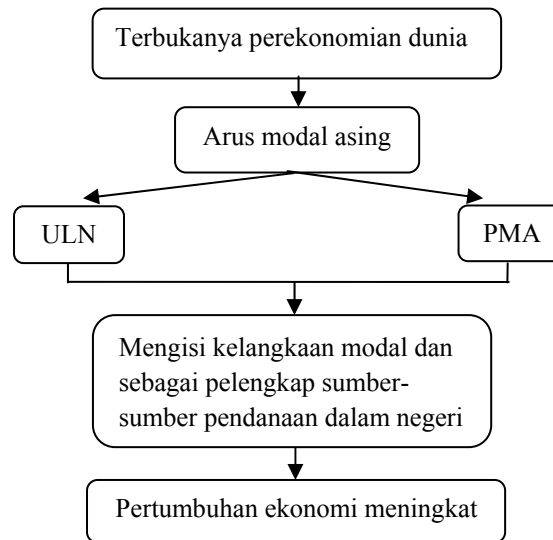 Terbukanya perekonomian dunia
Arus modal asing
ULN
PMA
Mengisi kelangkaan modal dan
sebagai pelengkap sumber-
sumber pendanaan dalam negeri
Pertumbuhan ekonomi meningkat